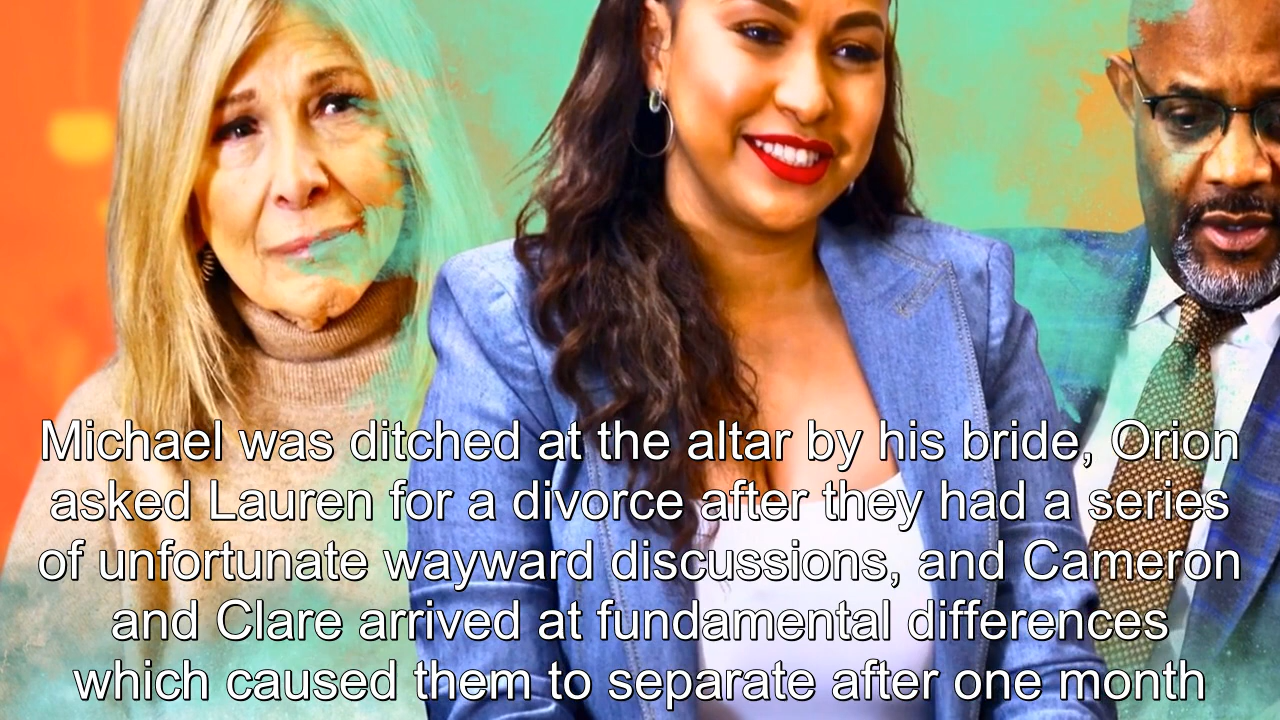 Michael was ditched at the altar by his bride, Orion
asked Lauren for a divorce after they had a series
of unfortunate wayward discussions, and Cameron
and Clare arrived at fundamental differences
which caused them to separate after one month